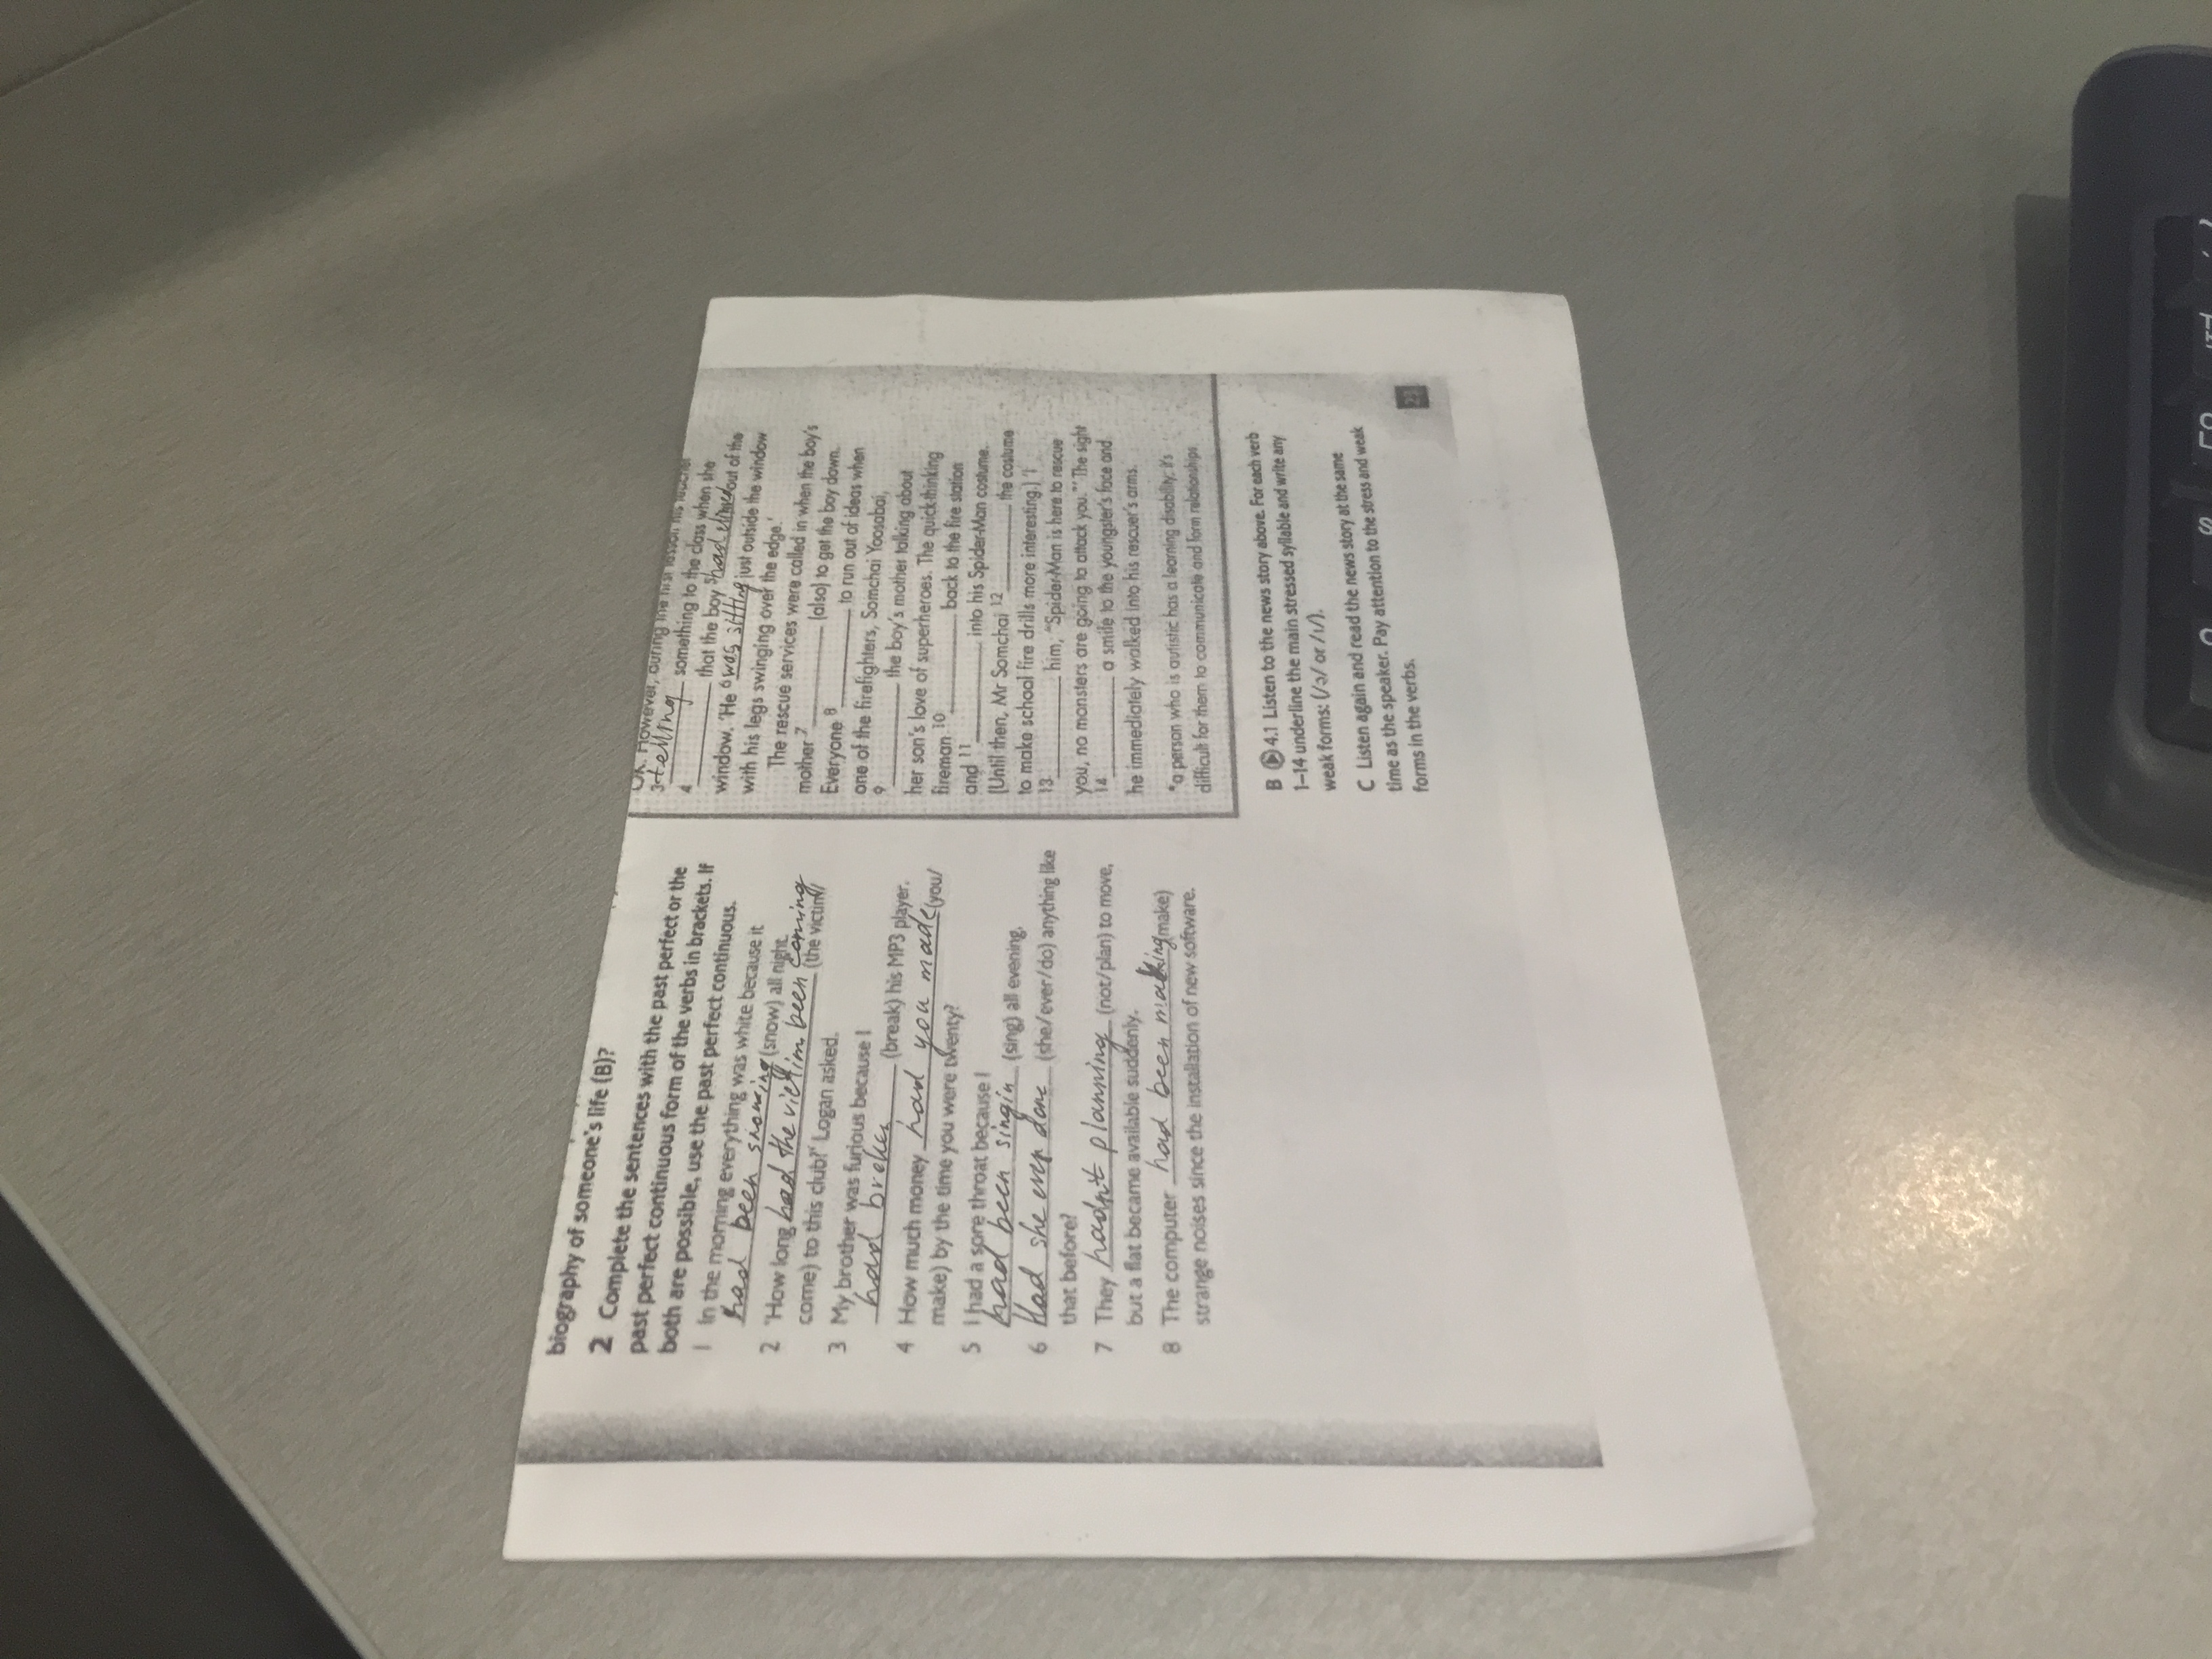 biography of someone's life (B)?
2 Complete the sentences with the past perfect or the
past perfect continuous form of the verbs in brackets. If
both are possible, use the past perfect continuous.
1 In the morning everything was white because it
had been snowing (snow) all night.
2 'How long had the victim been coming (the victim/
come) to this club?' Logan asked.
3 My brother was furious because I
had broken (break) his MP3 player.
4 How much money had you made (you/
make) by the time you were twenty?
5 I had a sore throat because I
had been singin (sing) all evening.
6 Had she ever done (she/ever/do) anything like
that before?
7 They hadn't planning (not/plan) to move,
but a flat became available suddenly.
8 The computer had been making make)
strange noises since the installation of new software.
OK. However, during the first lesson his teacher
3 telling something to the class when she
4 that the boy had climed out of the
window. 'He 6 was sitting just outside the window
with his legs swinging over the edge.'
The rescue services were called in when the boy's
mother 7 (also) to get the boy down.
Everyone 8 to run out of ideas when
one of the firefighters, Somchai Yoosabai,
9 the boy's mother talking about
her son's love of superheroes. The quick-thinking
fireman 10 back to the fire station
and 11 into his Spider-Man costume.
(Until then, Mr Somchai 12 the costume
to make school fire drills more interesting.) 'I
13 him, "Spider-Man is here to rescue
you, no monsters are going to attack you."' The sight
14 a smile to the youngster's face and
he immediately walked into his rescuer's arms.
*a person who is autistic has a learning disability; it's
difficult for them to communicate and form relationships
B 4.1 Listen to the news story above. For each verb
1–14 underline the main stressed syllable and write any
weak forms: (/ə/ or /ɪ/).
C Listen again and read the news story at the same
time as the speaker. Pay attention to the stress and weak
forms in the verbs.
23